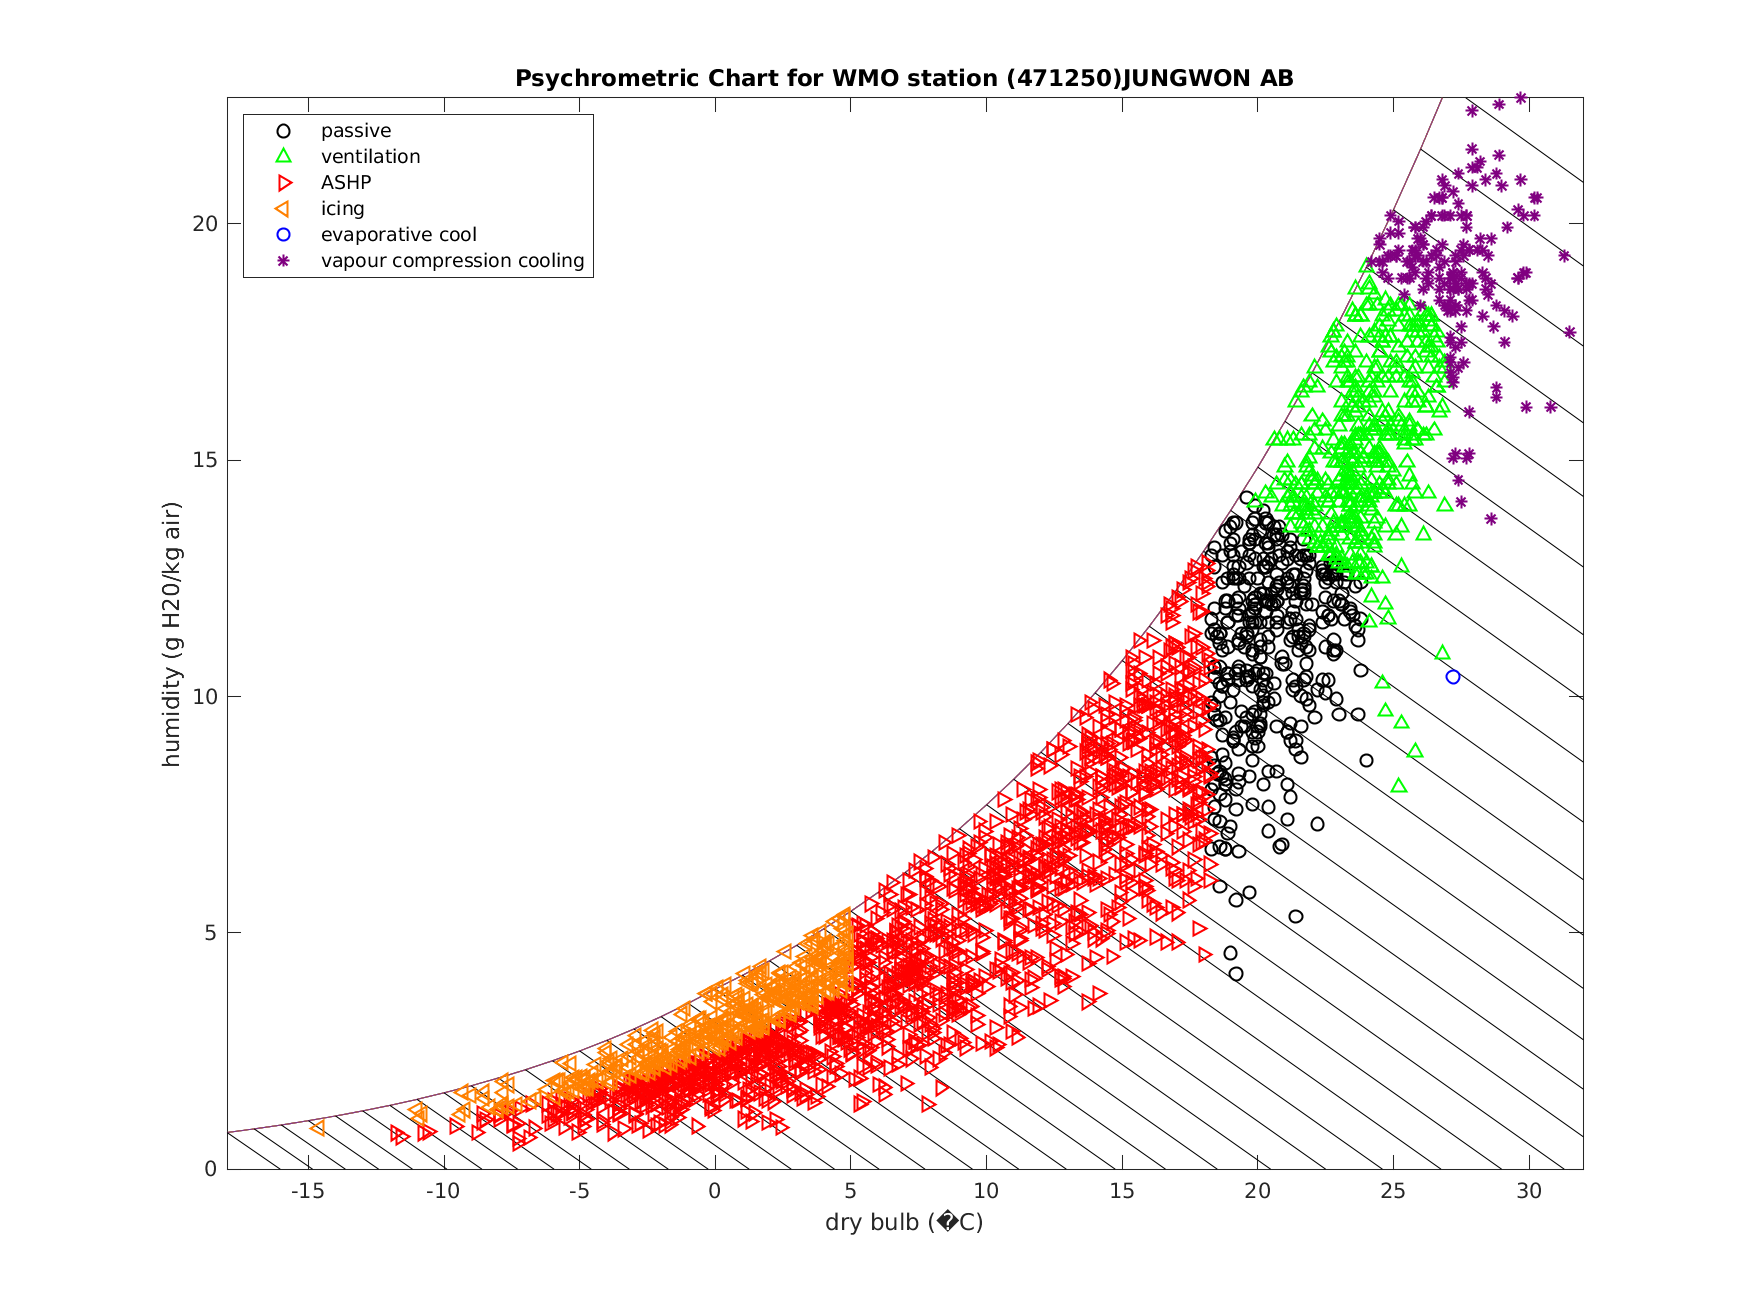 Psychrometric Chart for WMO station (471250)JUNGWON AB
passive
ventilation
ASHP
icing
evaporative cool
vapour compression cooling
humidity (g H20/kg air)
20
15
10
5
0
-15 -10 -5 0 5 10 15 20 25 30
dry bulb (�C)